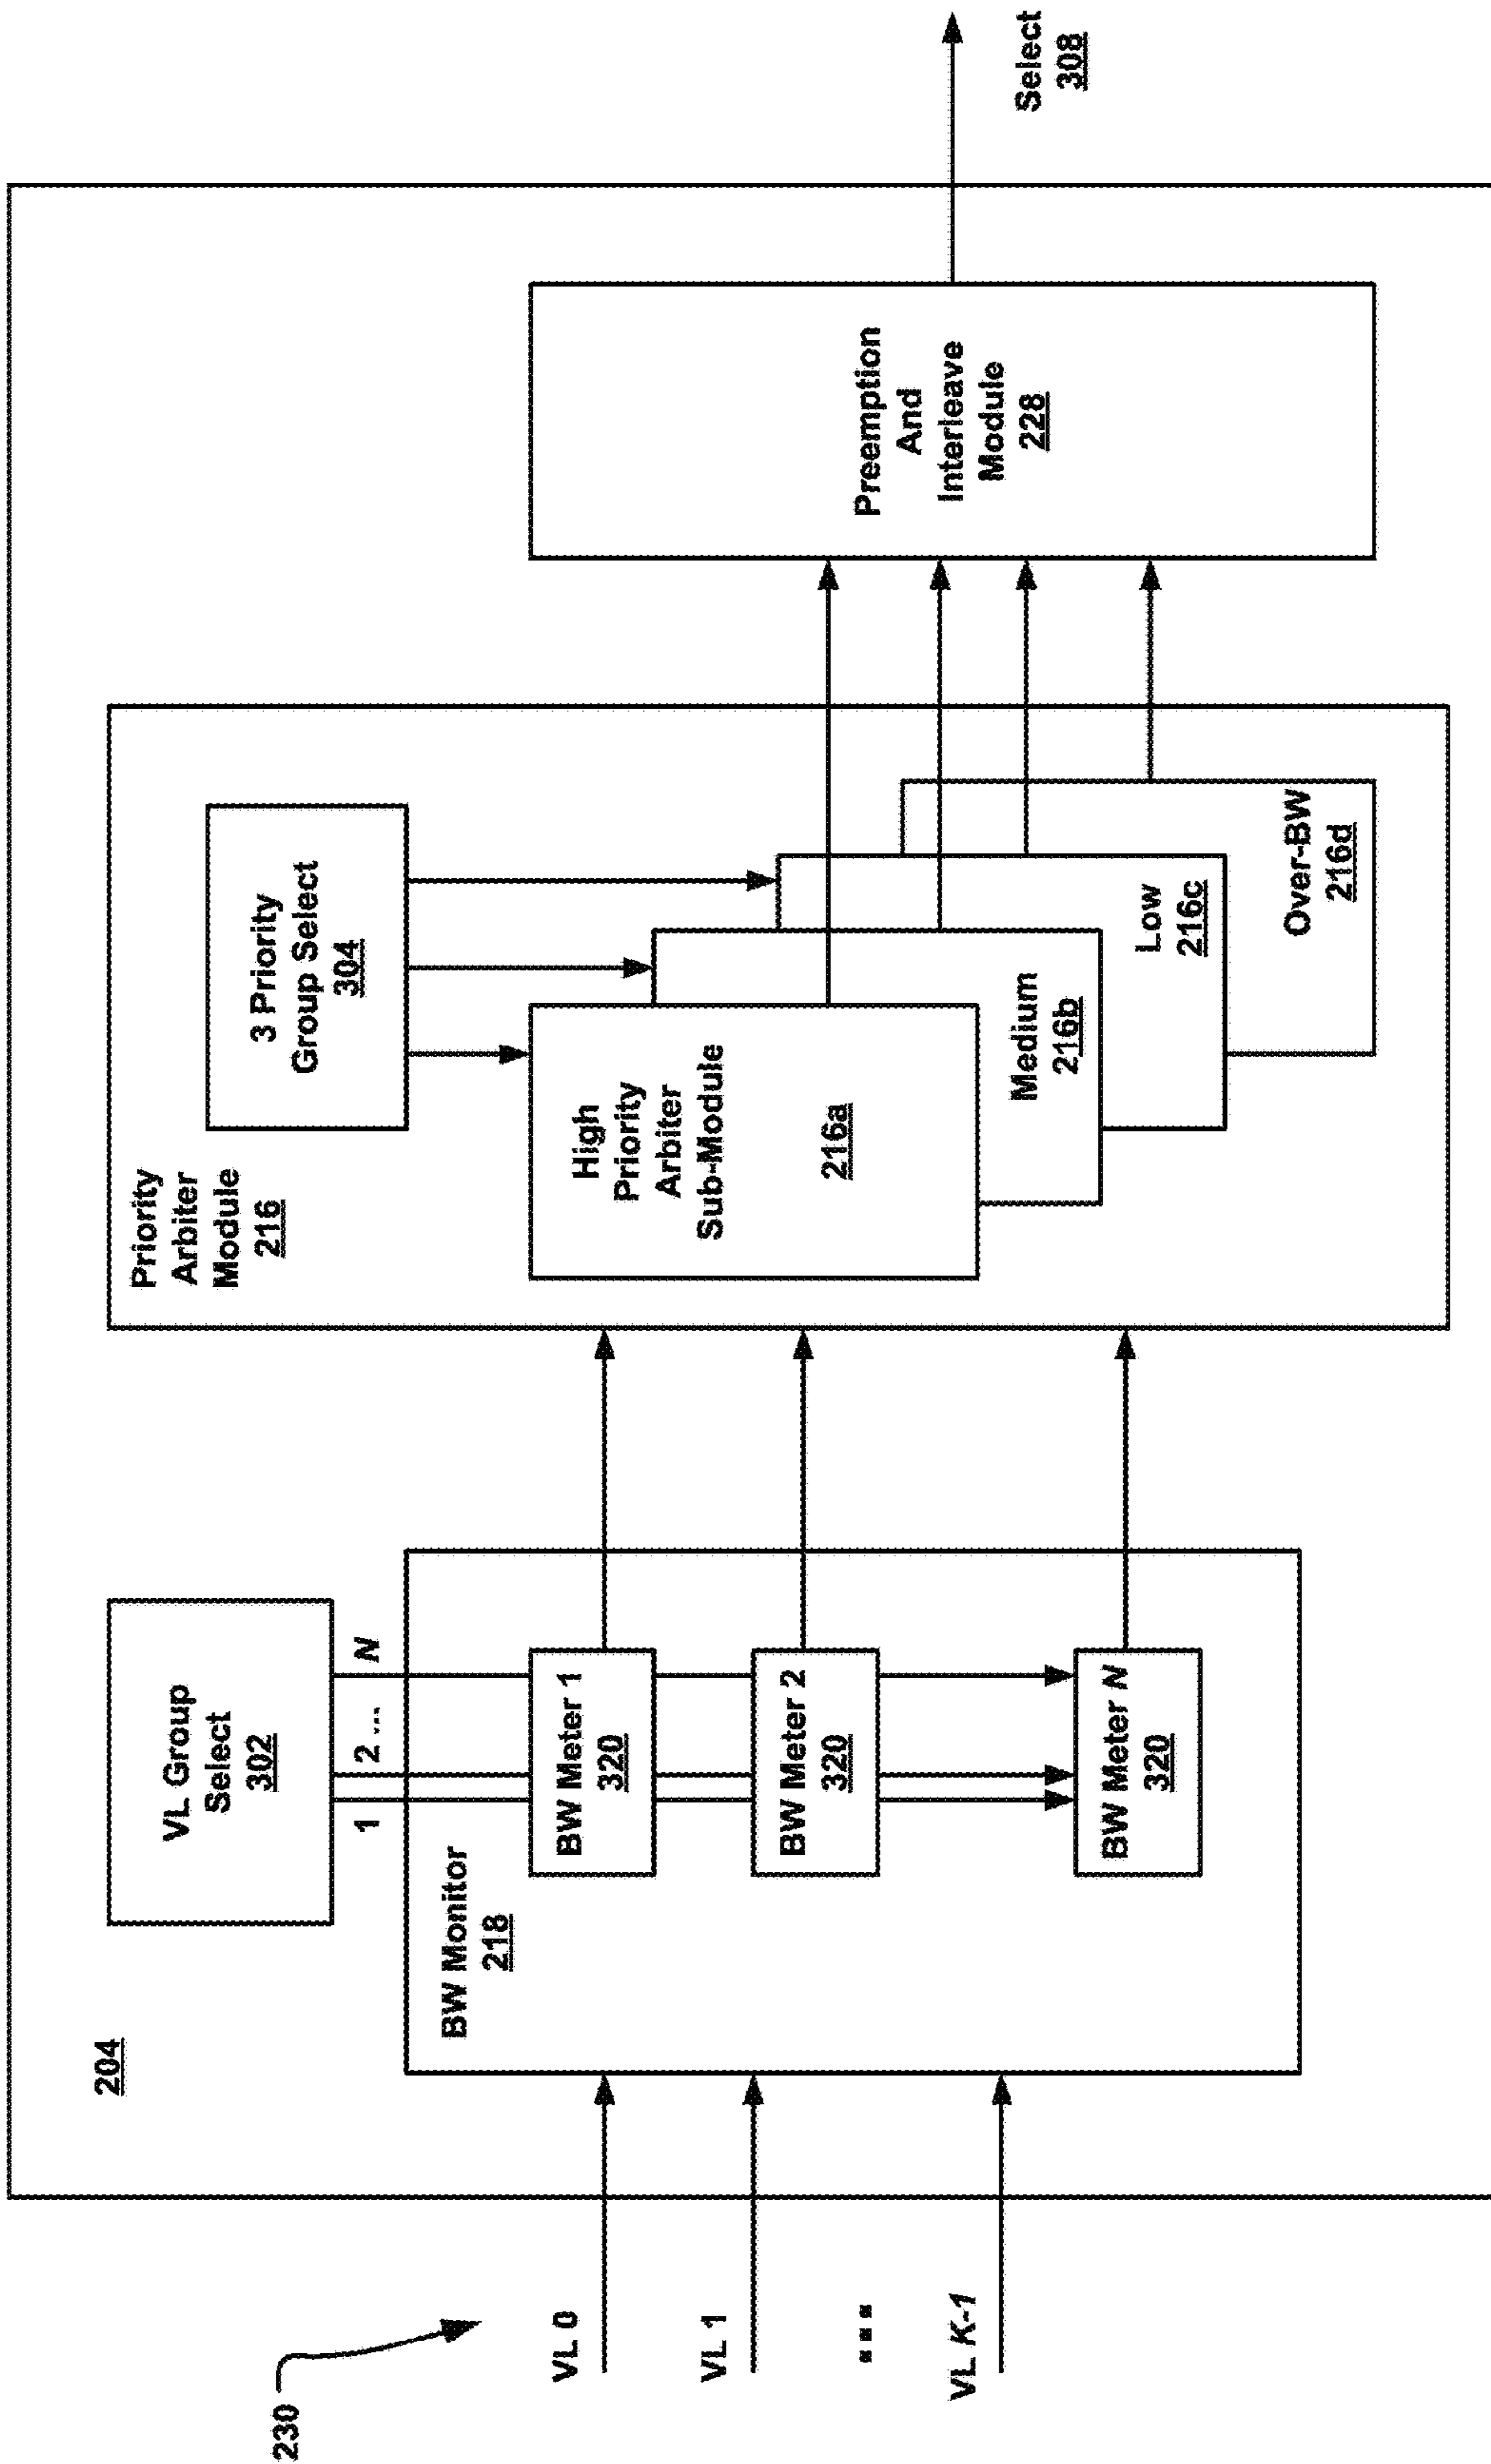 230
VL 0
VL 1
...
VL K-1
204
VL Group
Select
302
1
2 ...
N
BW Monitor
218
BW Meter 1
320
BW Meter 2
320
BW Meter N
320
Priority
Arbiter
Module
216
3 Priority
Group Select
304
High
Priority
Arbiter
Sub-Module
216a
Medium
216b
Low
216c
Over-BW
216d
Preemption
And
Interleave
Module
228
Select
308